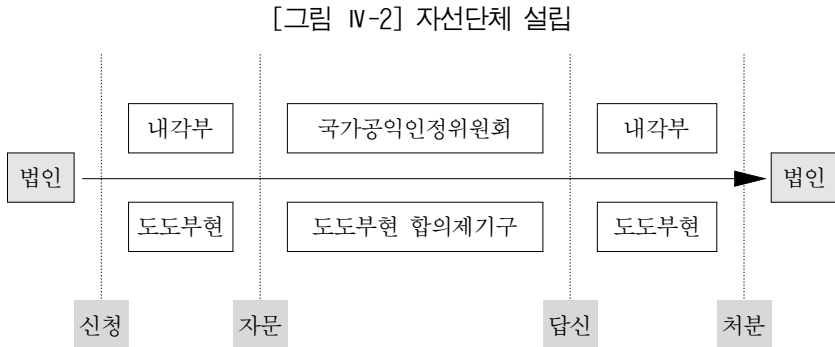 [그림 Ⅳ-2] 자선단체 설립
내각부 국가공익인정위원회 내각부
법인 법인
도도부현 도도부현 합의제기구 도도부현
신청 자문 답신 처분